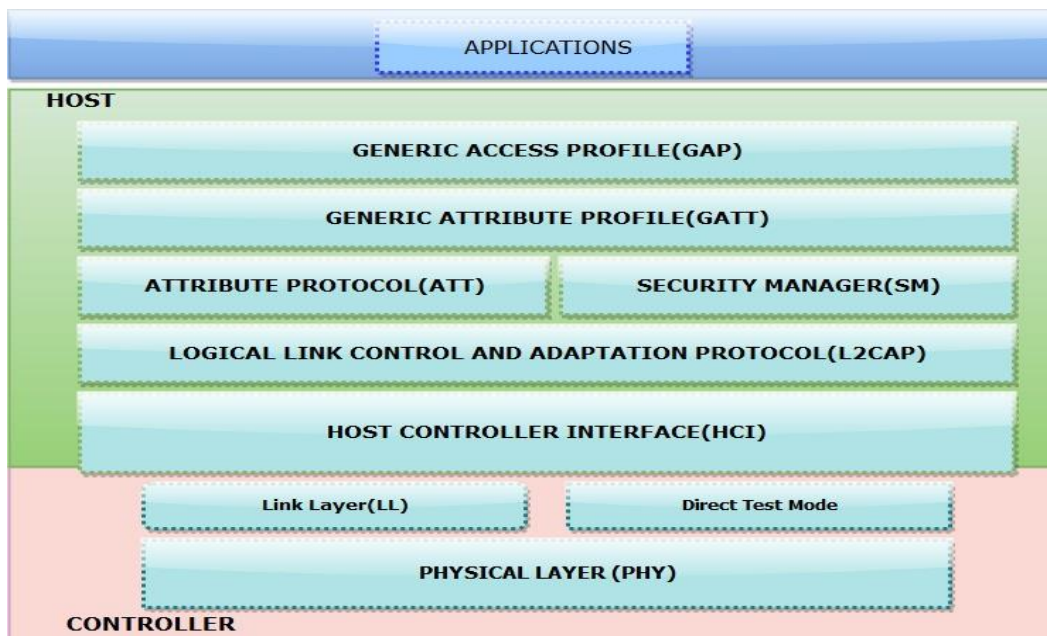 APPLICATIONS
HOST
GENERIC ACCESS PROFILE(GAP)
GENERIC ATTRIBUTE PROFILE(GATT)
ATTRIBUTE PROTOCOL(ATT)
SECURITY MANAGER(SM)
LOGICAL LINK CONTROL AND ADAPTATION PROTOCOL(L2CAP)
HOST CONTROLLER INTERFACE(HCI)
Link Layer(LL)
Direct Test Mode
PHYSICAL LAYER (PHY)
CONTROLLER